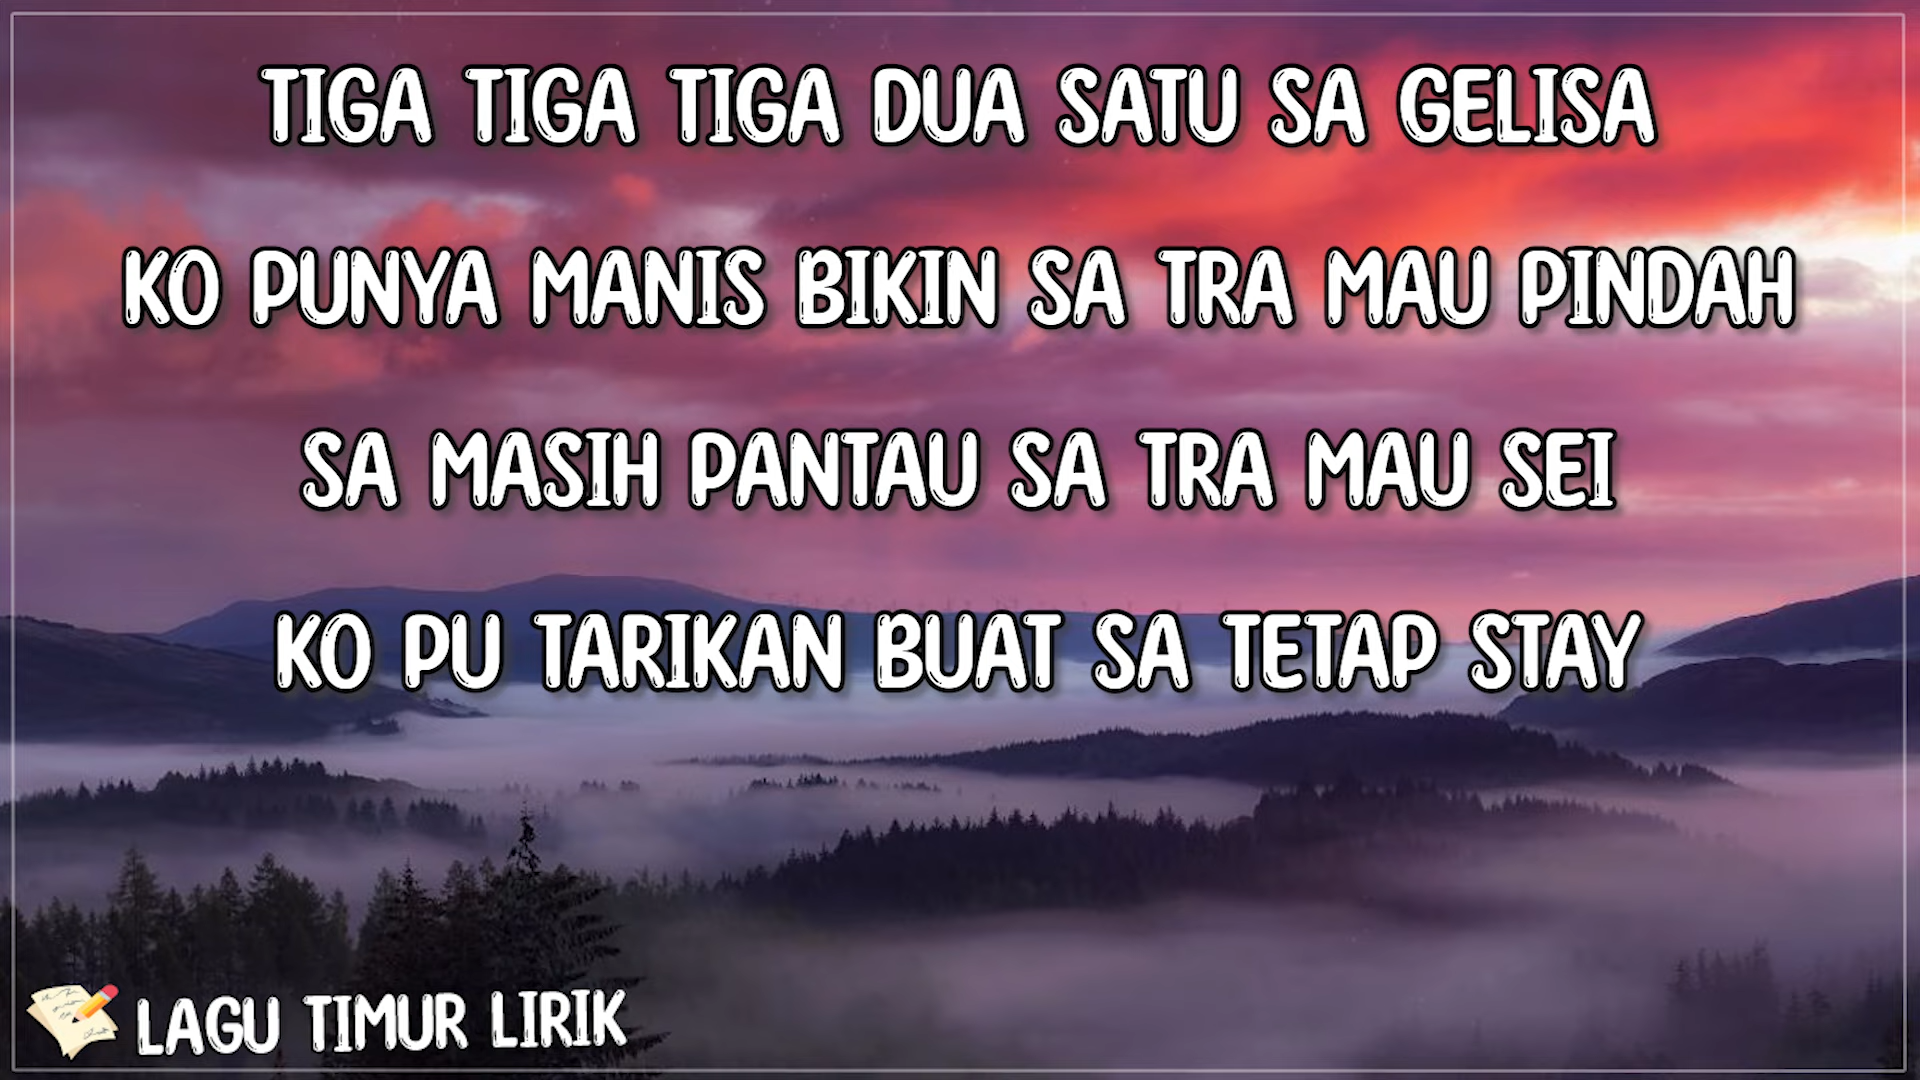 TIGA TIGA TIGA DUA SATU SA GELISA
KO PUNYA MANIS BIKIN SA TRA MAU PINDAH
SA MASIH PANTAU SA TRA MAU SEI
KO PU TARIKAN BUAT SA TETAP STAY
LAGU TIMUR LIRIK